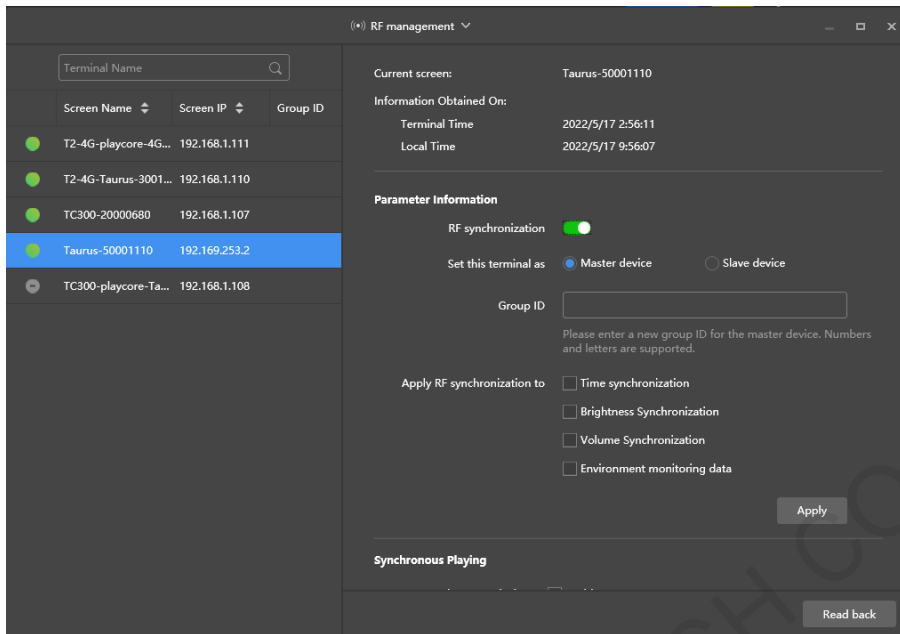 RF management
Terminal Name
Screen Name Screen IP Group ID
T2-4G-playcore-4G... 192.168.1.111
T2-4G-Taurus-3001... 192.168.1.110
TC300-20000680 192.168.1.107
Taurus-50001110 192.169.253.2
TC300-playcore-Ta... 192.168.1.108
Current screen: Taurus-50001110
Information Obtained On:
Terminal Time 2022/5/17 2:56:11
Local Time 2022/5/17 9:56:07
Parameter Information
RF synchronization
Set this terminal as Master device Slave device
Group ID
Please enter a new group ID for the master device. Numbers
and letters are supported.
Apply RF synchronization to Time synchronization
Brightness Synchronization
Volume Synchronization
Environment monitoring data
Apply
Synchronous Playing
Read back